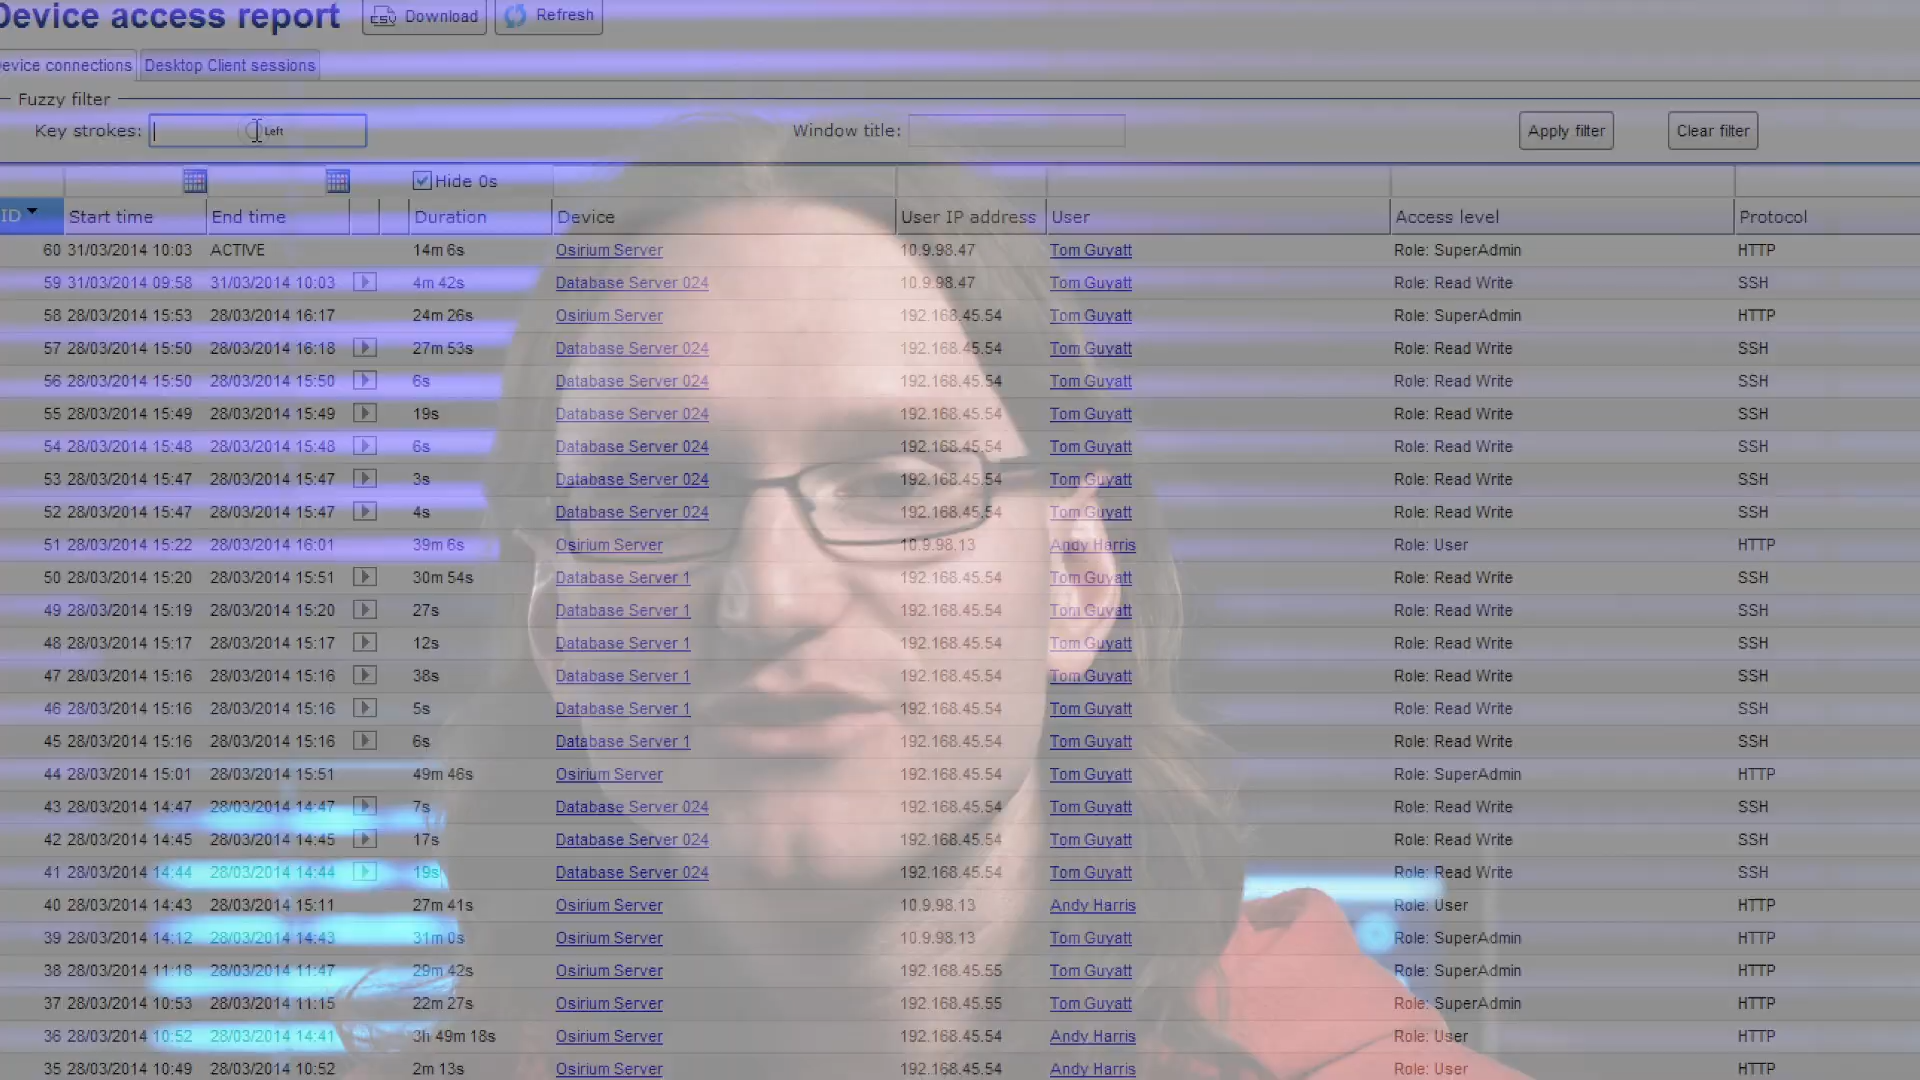 Device access report CSV Download Refresh
Device connections Desktop Client sessions
Fuzzy filter
Key strokes: Left Window title: Apply filter Clear filter
Hide 0s
ID Start time End time Duration Device User IP address User Access level Protocol
60 31/03/2014 10:03 ACTIVE 14m 6s Osirium Server 10.9.98.47 Tom Guyatt Role: SuperAdmin HTTP
59 31/03/2014 09:58 31/03/2014 10:03 4m 42s Database Server 024 10.9.98.47 Tom Guyatt Role: Read Write SSH
58 28/03/2014 15:53 28/03/2014 16:17 24m 26s Osirium Server 192.168.45.54 Tom Guyatt Role: SuperAdmin HTTP
57 28/03/2014 15:50 28/03/2014 16:18 27m 53s Database Server 024 192.168.45.54 Tom Guyatt Role: Read Write SSH
56 28/03/2014 15:50 28/03/2014 15:50 6s Database Server 024 192.168.45.54 Tom Guyatt Role: Read Write SSH
55 28/03/2014 15:49 28/03/2014 15:49 19s Database Server 024 192.168.45.54 Tom Guyatt Role: Read Write SSH
54 28/03/2014 15:48 28/03/2014 15:48 6s Database Server 024 192.168.45.54 Tom Guyatt Role: Read Write SSH
53 28/03/2014 15:47 28/03/2014 15:47 3s Database Server 024 192.168.45.54 Tom Guyatt Role: Read Write SSH
52 28/03/2014 15:47 28/03/2014 15:47 4s Database Server 024 192.168.45.54 Tom Guyatt Role: Read Write SSH
51 28/03/2014 15:22 28/03/2014 16:01 39m 6s Osirium Server 10.9.98.13 Andy Harris Role: User HTTP
50 28/03/2014 15:20 28/03/2014 15:51 30m 54s Database Server 1 192.168.45.54 Tom Guyatt Role: Read Write SSH
49 28/03/2014 15:19 28/03/2014 15:20 27s Database Server 1 192.168.45.54 Tom Guyatt Role: Read Write SSH
48 28/03/2014 15:17 28/03/2014 15:17 12s Database Server 1 192.168.45.54 Tom Guyatt Role: Read Write SSH
47 28/03/2014 15:16 28/03/2014 15:16 38s Database Server 1 192.168.45.54 Tom Guyatt Role: Read Write SSH
46 28/03/2014 15:16 28/03/2014 15:16 5s Database Server 1 192.168.45.54 Tom Guyatt Role: Read Write SSH
45 28/03/2014 15:16 28/03/2014 15:16 6s Database Server 1 192.168.45.54 Tom Guyatt Role: Read Write SSH
44 28/03/2014 15:01 28/03/2014 15:51 49m 46s Osirium Server 192.168.45.54 Tom Guyatt Role: SuperAdmin HTTP
43 28/03/2014 14:47 28/03/2014 14:47 7s Database Server 024 192.168.45.54 Tom Guyatt Role: Read Write SSH
42 28/03/2014 14:45 28/03/2014 14:45 17s Database Server 024 192.168.45.54 Tom Guyatt Role: Read Write SSH
41 28/03/2014 14:44 28/03/2014 14:44 19s Database Server 024 192.168.45.54 Tom Guyatt Role: Read Write SSH
40 28/03/2014 14:43 28/03/2014 15:11 27m 41s Osirium Server 10.9.98.13 Andy Harris Role: User HTTP
39 28/03/2014 14:12 28/03/2014 14:43 31m 0s Osirium Server 10.9.98.13 Tom Guyatt Role: SuperAdmin HTTP
38 28/03/2014 11:18 28/03/2014 11:47 29m 42s Osirium Server 192.168.45.55 Tom Guyatt Role: SuperAdmin HTTP
37 28/03/2014 10:53 28/03/2014 11:15 22m 27s Osirium Server 192.168.45.55 Tom Guyatt Role: SuperAdmin HTTP
36 28/03/2014 10:52 28/03/2014 14:41 3h 49m 18s Osirium Server 192.168.45.54 Andy Harris Role: User HTTP
35 28/03/2014 10:49 28/03/2014 10:52 2m 13s Osirium Server 192.168.45.54 Andy Harris Role: User HTTP